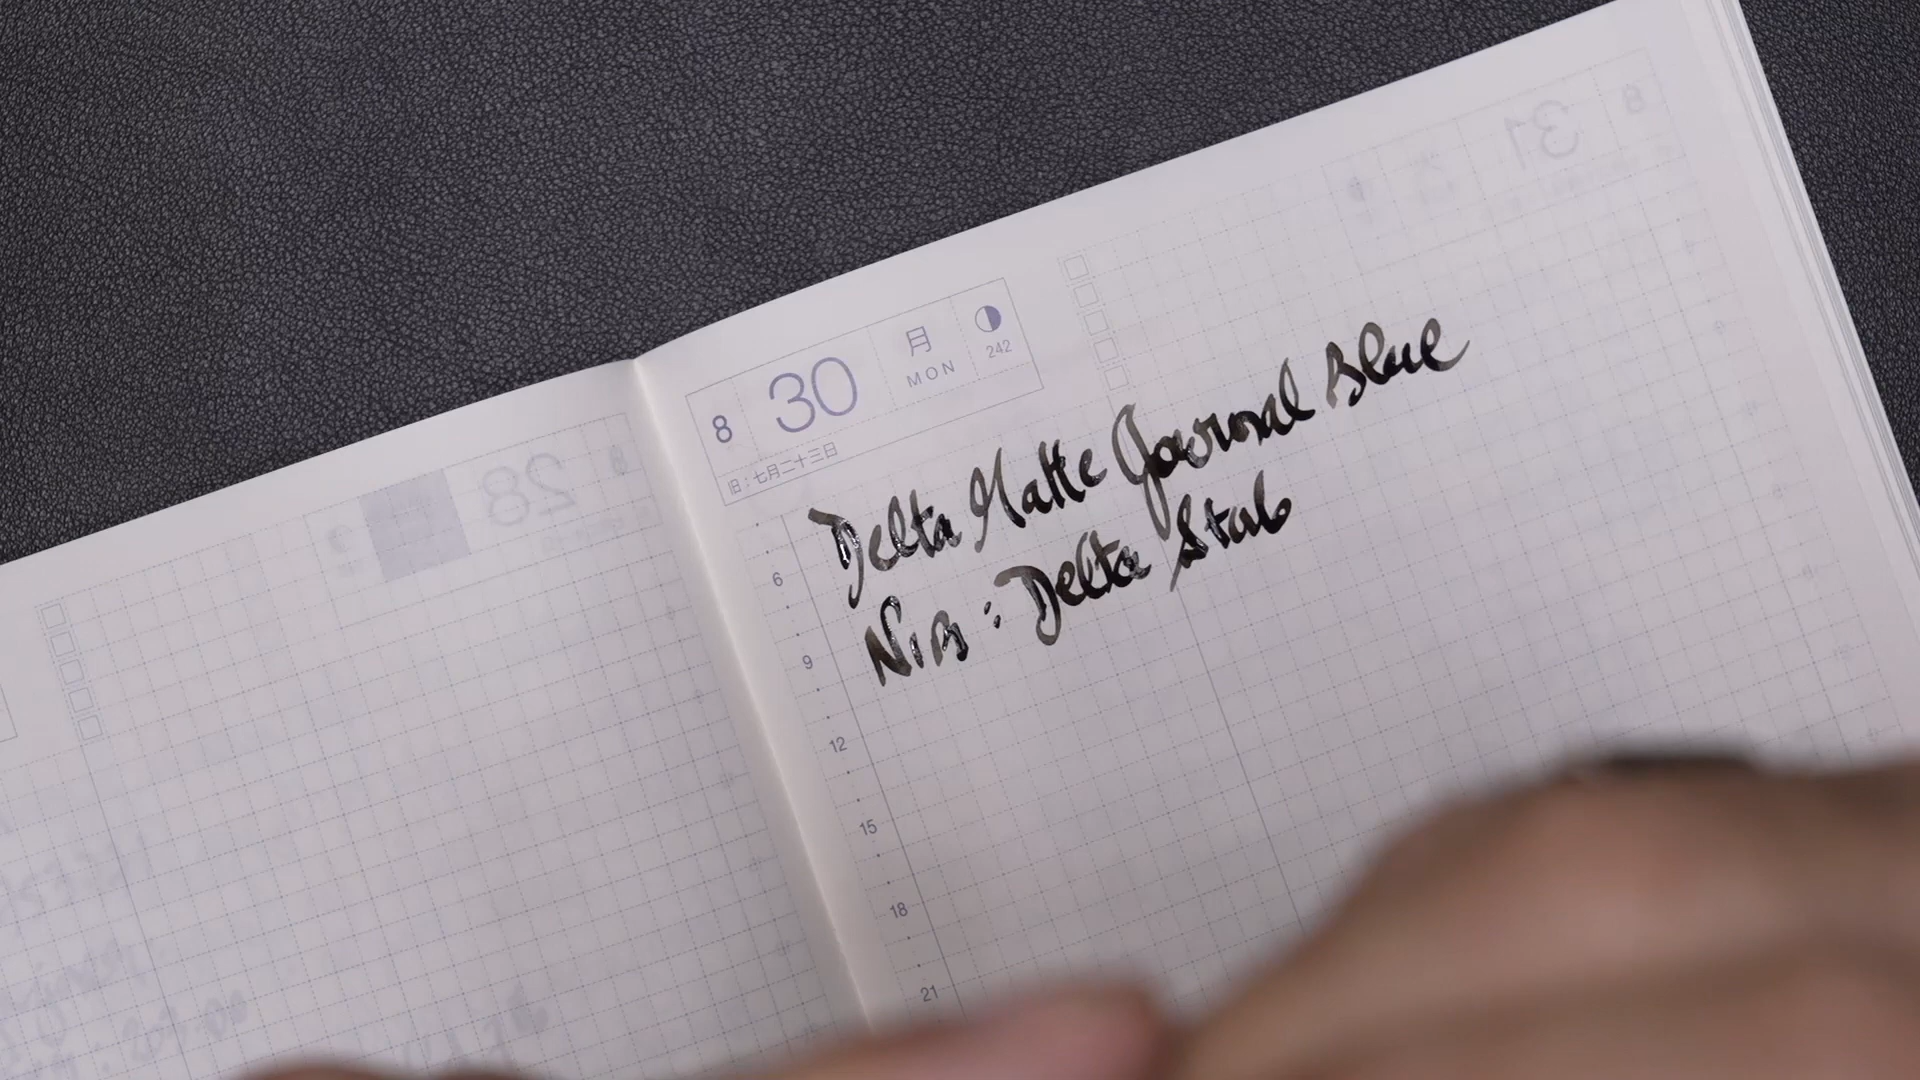 8 30 月 MON 242
旧:七月二十三日
Delta Matte Journal Blue
Nib : Delta Stub
6
9
12
15
18
21
28
31
8